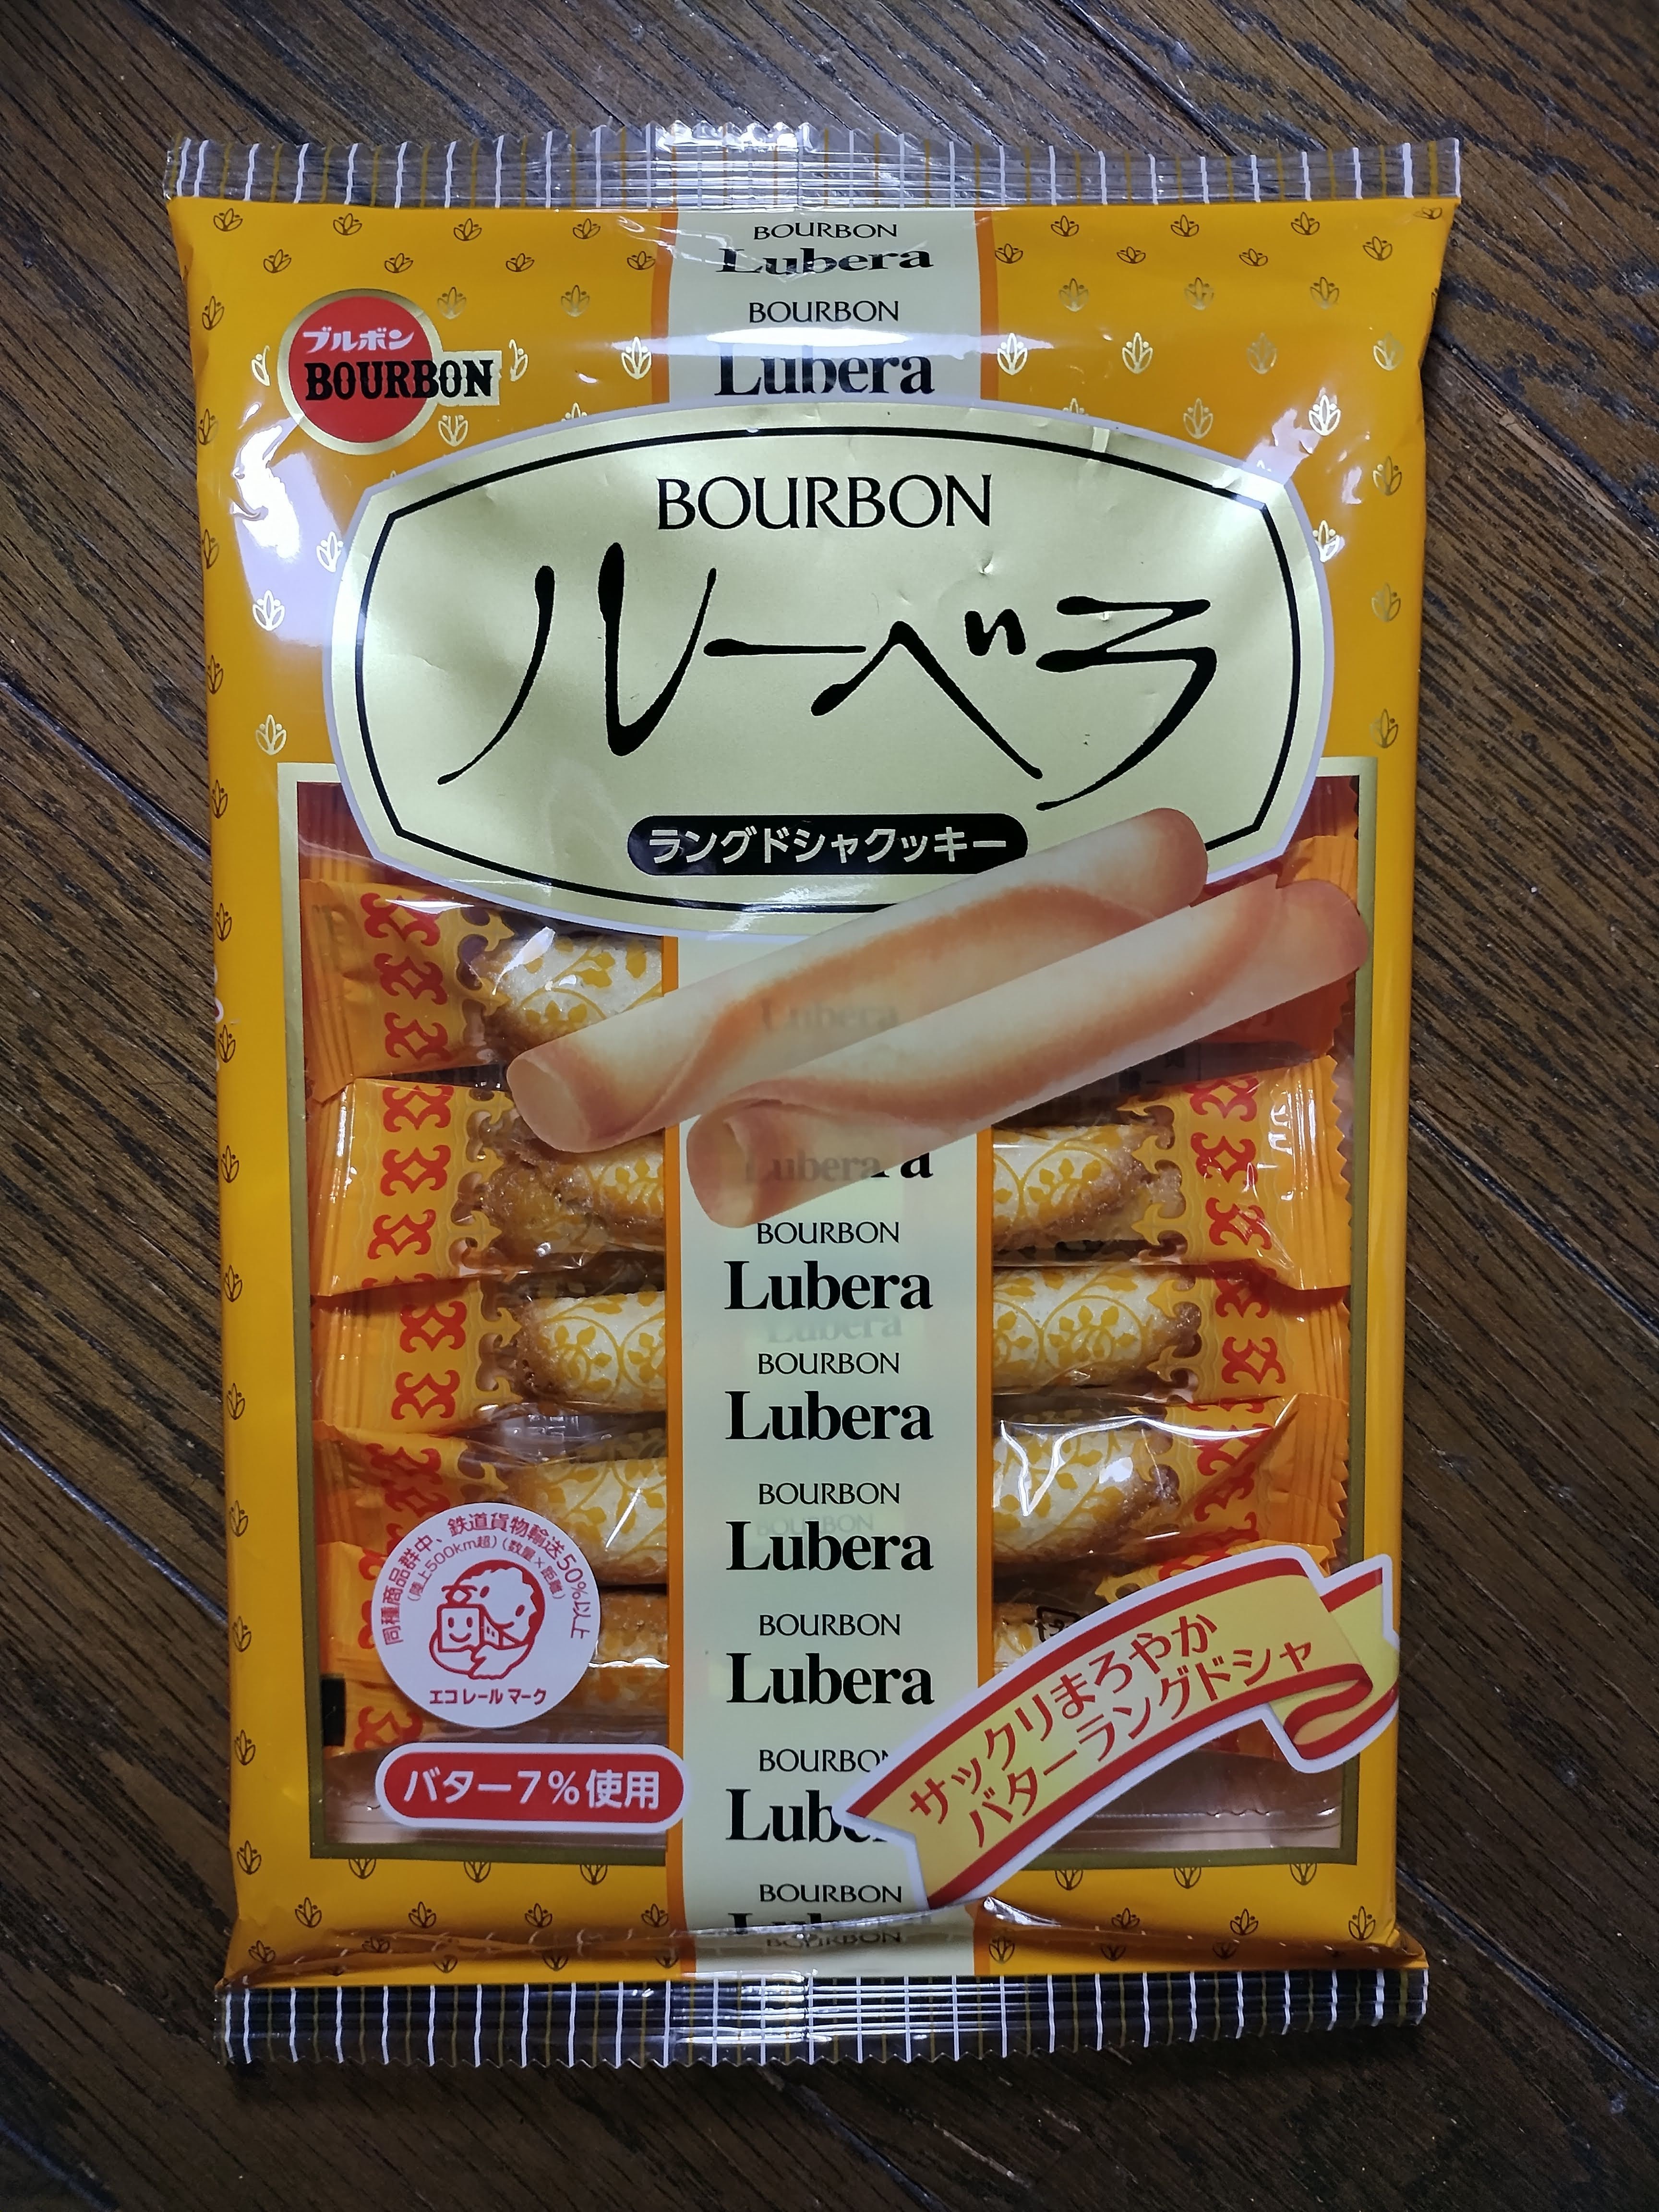 BOURBON
Lubera
BOURBON
Lubera
ブルボン
BOURBON
BOURBON
ルーベラ
ラングドシャクッキー
BOURBON
Lubera
BOURBON
Lubera
BOURBON
Lubera
BOURBON
Lubera
BOURBON
同種商品群中、鉄道貨物輸送50%以上
(陸上500km超)(数量×距離)
エコレールマーク
バター7%使用
サックリまろやか
バターラングドシャ